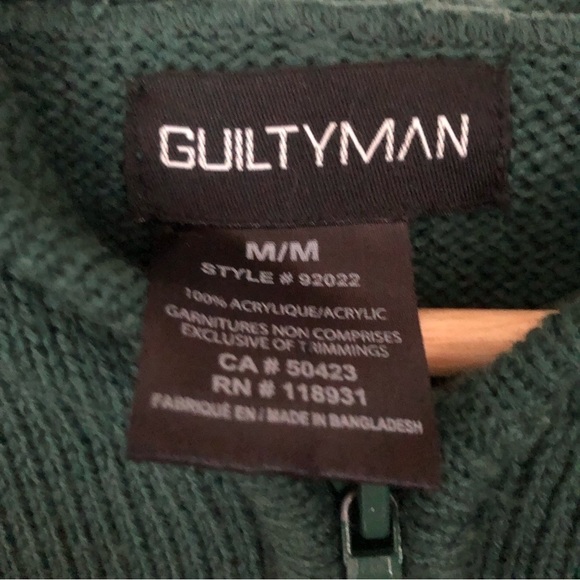 GUILTYMAN
M/M
STYLE # 92022
100% ACRYLIQUE/ACRYLIC
GARNITURES NON COMPRISES
EXCLUSIVE OF TRIMMINGS
CA # 50423
RN # 118931
FABRIQUÉ EN / MADE IN BANGLADESH